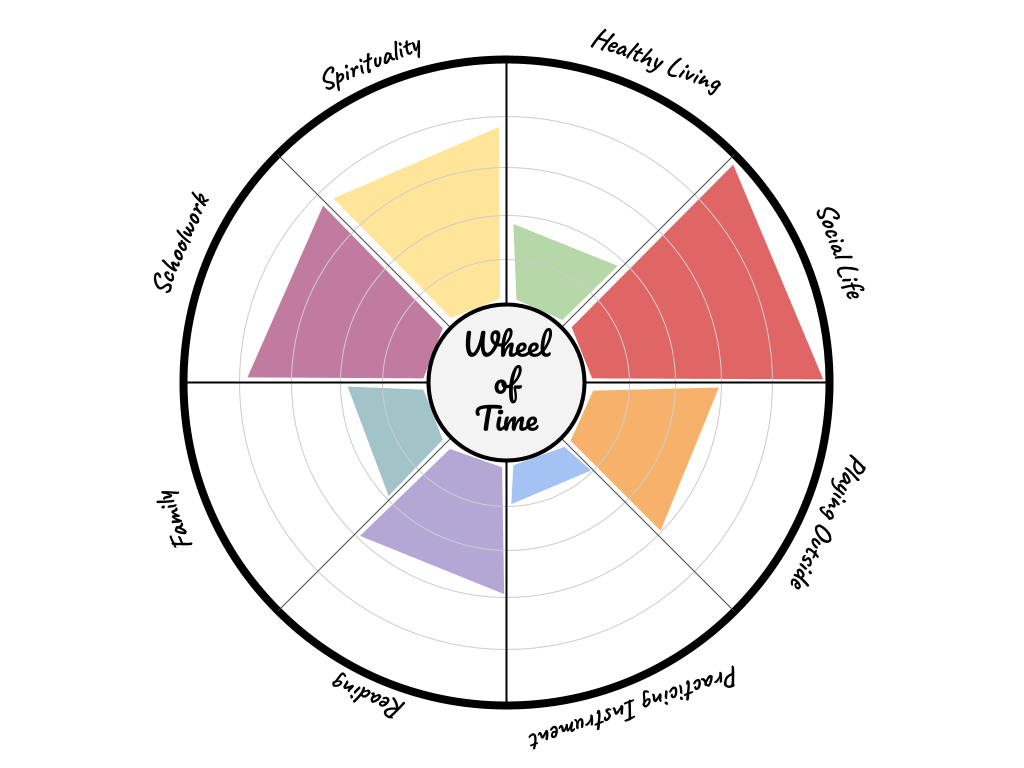 Spirituality
Healthy Living
Schoolwork
Social Life
Wheel
of
Time
Family
Playing Outside
Reading
Practicing Instrument